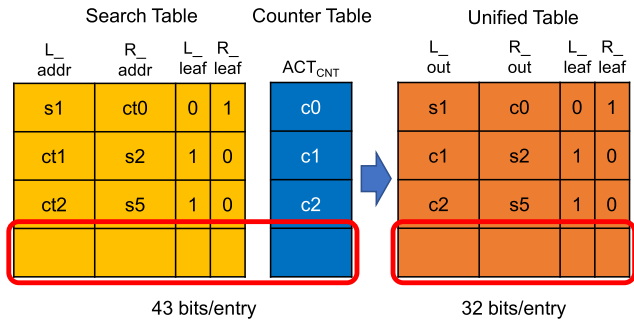 Search Table Counter Table Unified Table
L_ addr R_ addr L_ leaf R_ leaf ACT_CNT L_ out R_ out L_ leaf R_ leaf
s1 ct0 0 1 c0 s1 c0 0 1
ct1 s2 1 0 c1 c1 s2 1 0
ct2 s5 1 0 c2 c2 s5 1 0
43 bits/entry 32 bits/entry